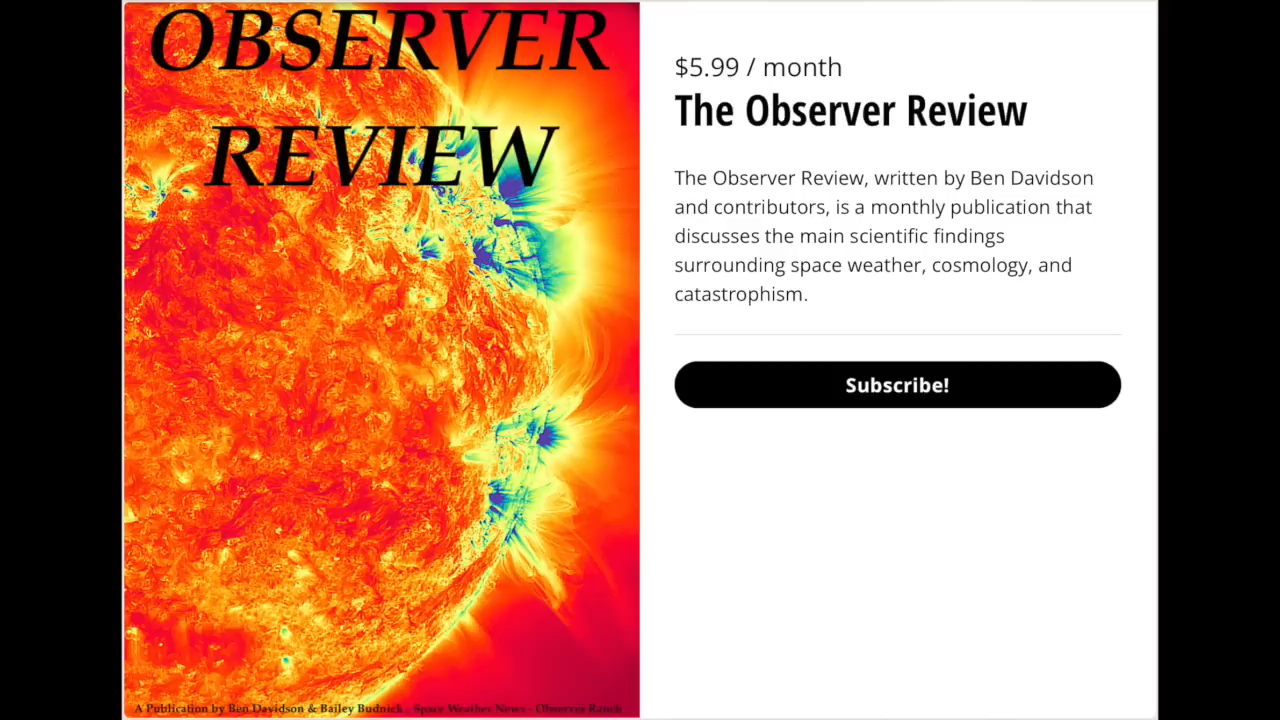 OBSERVER
REVIEW
A Publication by Ben Davidson & Bailey Budnick - Space Weather News - Observer Ranch
$5.99 / month
The Observer Review
The Observer Review, written by Ben Davidson
and contributors, is a monthly publication that
discusses the main scientific findings
surrounding space weather, cosmology, and
catastrophism.
Subscribe!